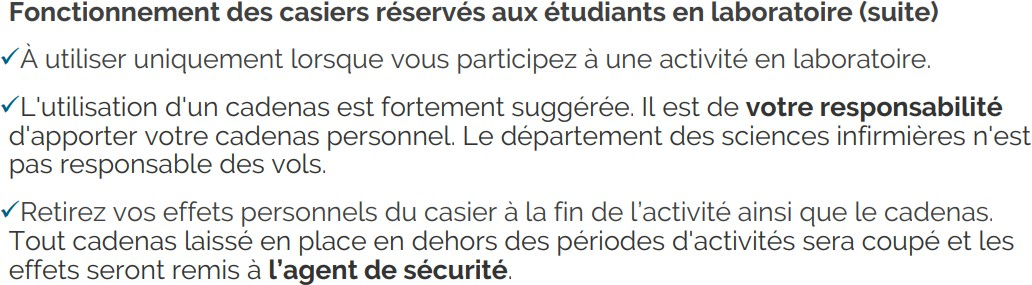 Fonctionnement des casiers réservés aux étudiants en laboratoire (suite)
✓À utiliser uniquement lorsque vous participez à une activité en laboratoire.
✓L'utilisation d'un cadenas est fortement suggérée. Il est de votre responsabilité
d'apporter votre cadenas personnel. Le département des sciences infirmières n'est
pas responsable des vols.
✓Retirez vos effets personnels du casier à la fin de l’activité ainsi que le cadenas.
Tout cadenas laissé en place en dehors des périodes d'activités sera coupé et les
effets seront remis à l’agent de sécurité.